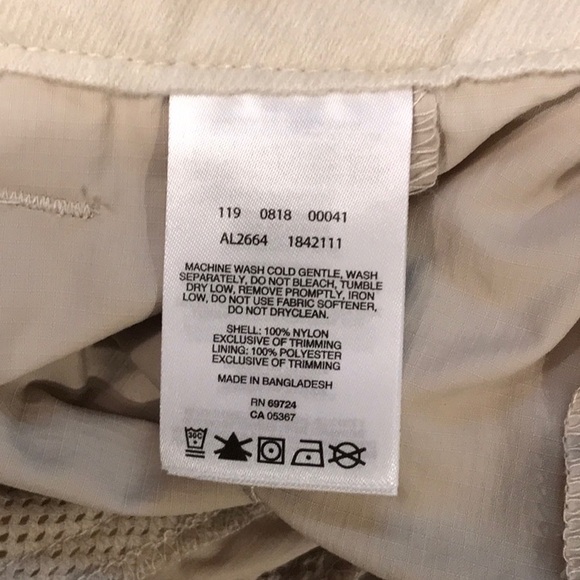 119 0818 00041
AL2664 1842111
MACHINE WASH COLD GENTLE, WASH
SEPARATELY, DO NOT BLEACH, TUMBLE
DRY LOW, REMOVE PROMPTLY, IRON
LOW, DO NOT USE FABRIC SOFTENER,
DO NOT DRYCLEAN.
SHELL: 100% NYLON
EXCLUSIVE OF TRIMMING
LINING: 100% POLYESTER
EXCLUSIVE OF TRIMMING
MADE IN BANGLADESH
RN 69724
CA 05367
30C